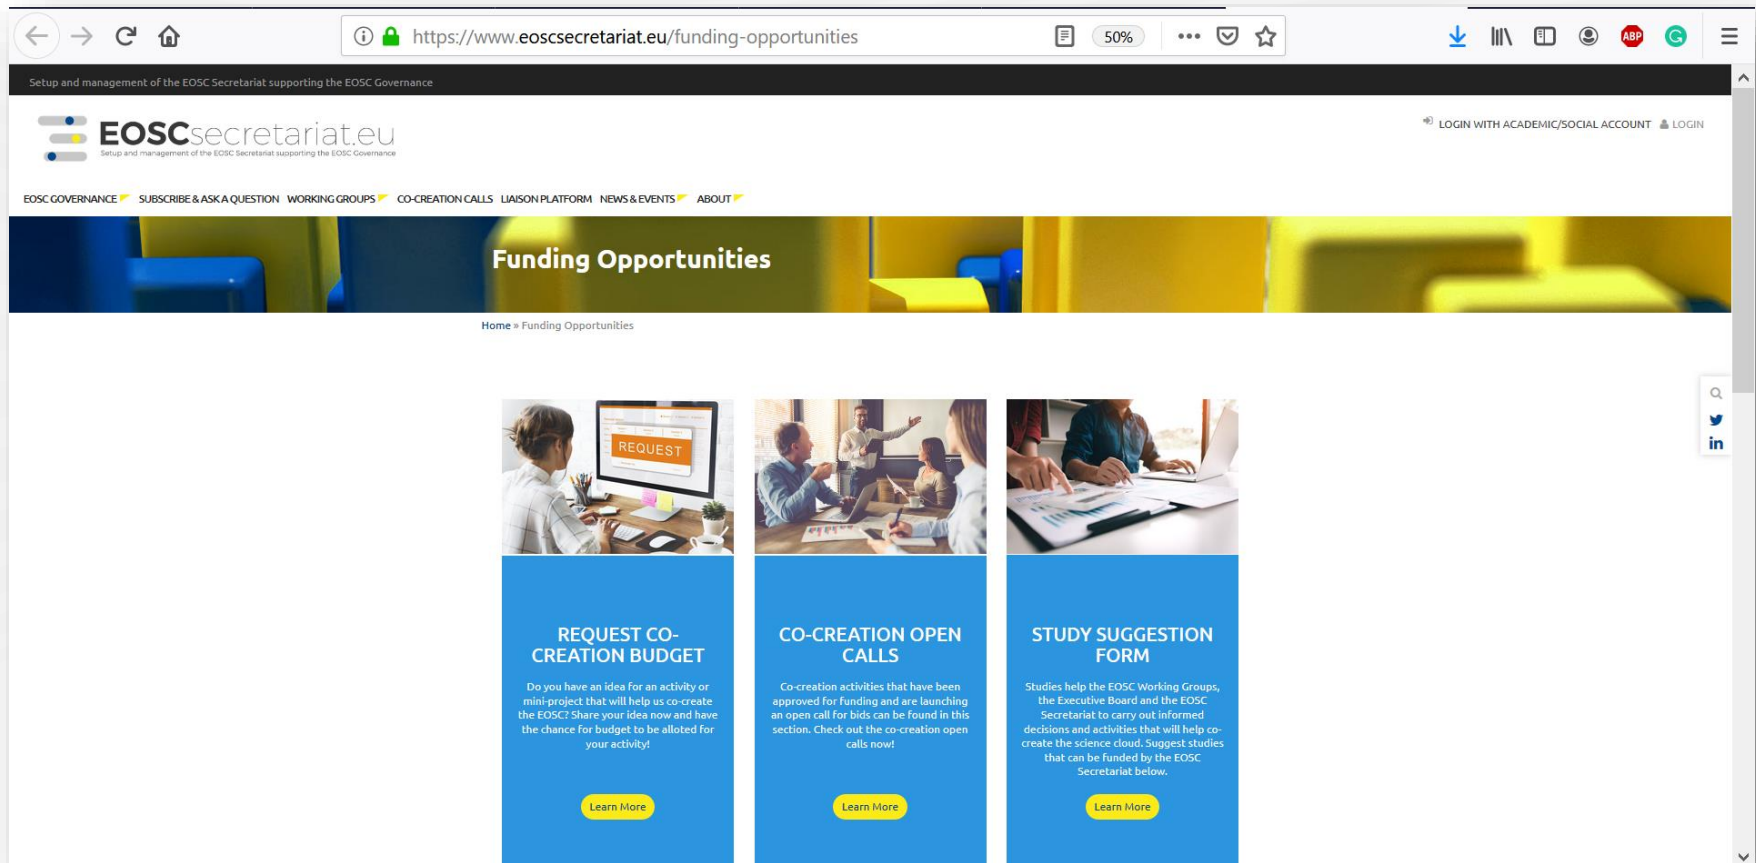 https://www.eoscsecretariat.eu/funding-opportunities
50%
ABP
Setup and management of the EOSC Secretariat supporting the EOSC Governance
EOSCsecretariat.eu
Setup and management of the EOSC Secretariat supporting the EOSC Governance
LOGIN WITH ACADEMIC/SOCIAL ACCOUNT LOGIN
EOSC GOVERNANCE SUBSCRIBE & ASK A QUESTION WORKING GROUPS CO-CREATION CALLS LIAISON PLATFORM NEWS & EVENTS ABOUT
Funding Opportunities
Home » Funding Opportunities
in
REQUEST
REQUEST CO-
CREATION BUDGET
Do you have an idea for an activity or
mini-project that will help us co-create
the EOSC? Share your idea now and have
the chance for budget to be alloted for
your activity!
Learn More
CO-CREATION OPEN
CALLS
Co-creation activities that have been
approved for funding and are launching
an open call for bids can be found in this
section. Check out the co-creation open
calls now!
Learn More
STUDY SUGGESTION
FORM
Studies help the EOSC Working Groups,
the Executive Board and the EOSC
Secretariat to carry out informed
decisions and activities that will help co-
create the science cloud. Suggest studies
that can be funded by the EOSC
Secretariat below.
Learn More